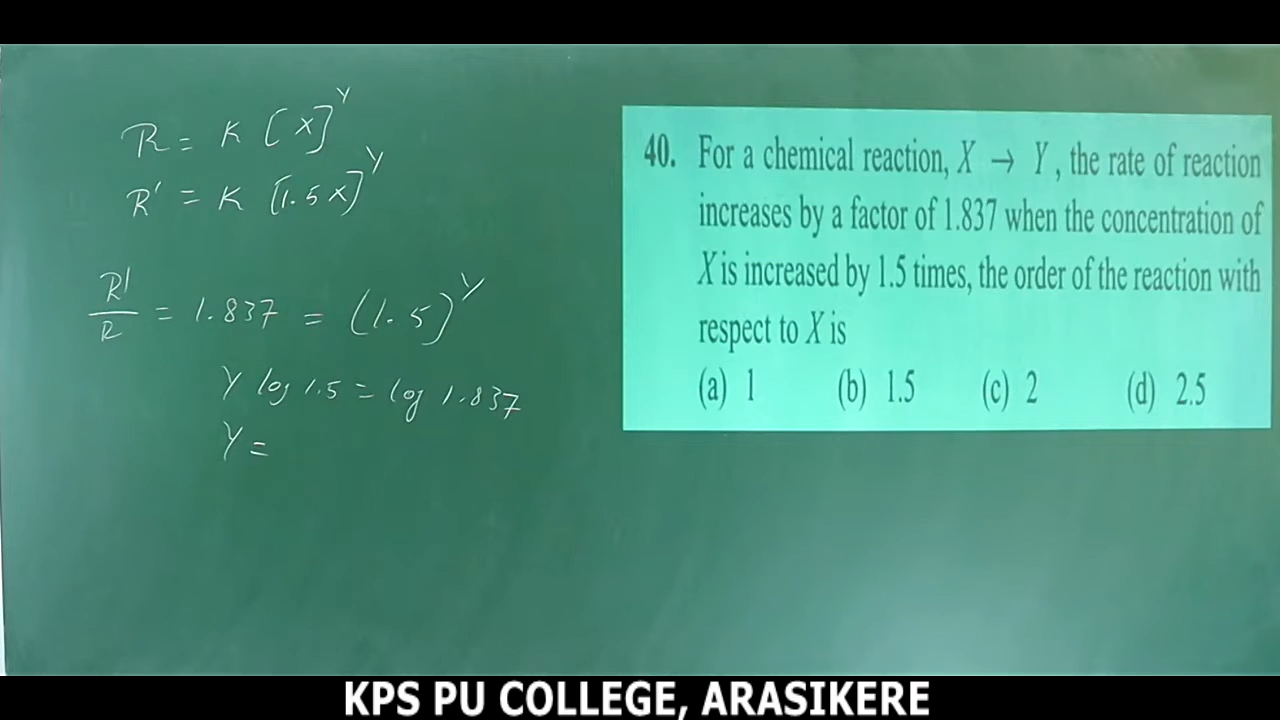 R = K [X]^Y
R' = K [1.5X]^Y
R'/R = 1.837 = (1.5)^Y
Y log 1.5 = log 1.837
Y =
40. For a chemical reaction, X → Y, the rate of reaction
increases by a factor of 1.837 when the concentration of
X is increased by 1.5 times, the order of the reaction with
respect to X is
(a) 1 (b) 1.5 (c) 2 (d) 2.5
KPS PU COLLEGE, ARASIKERE